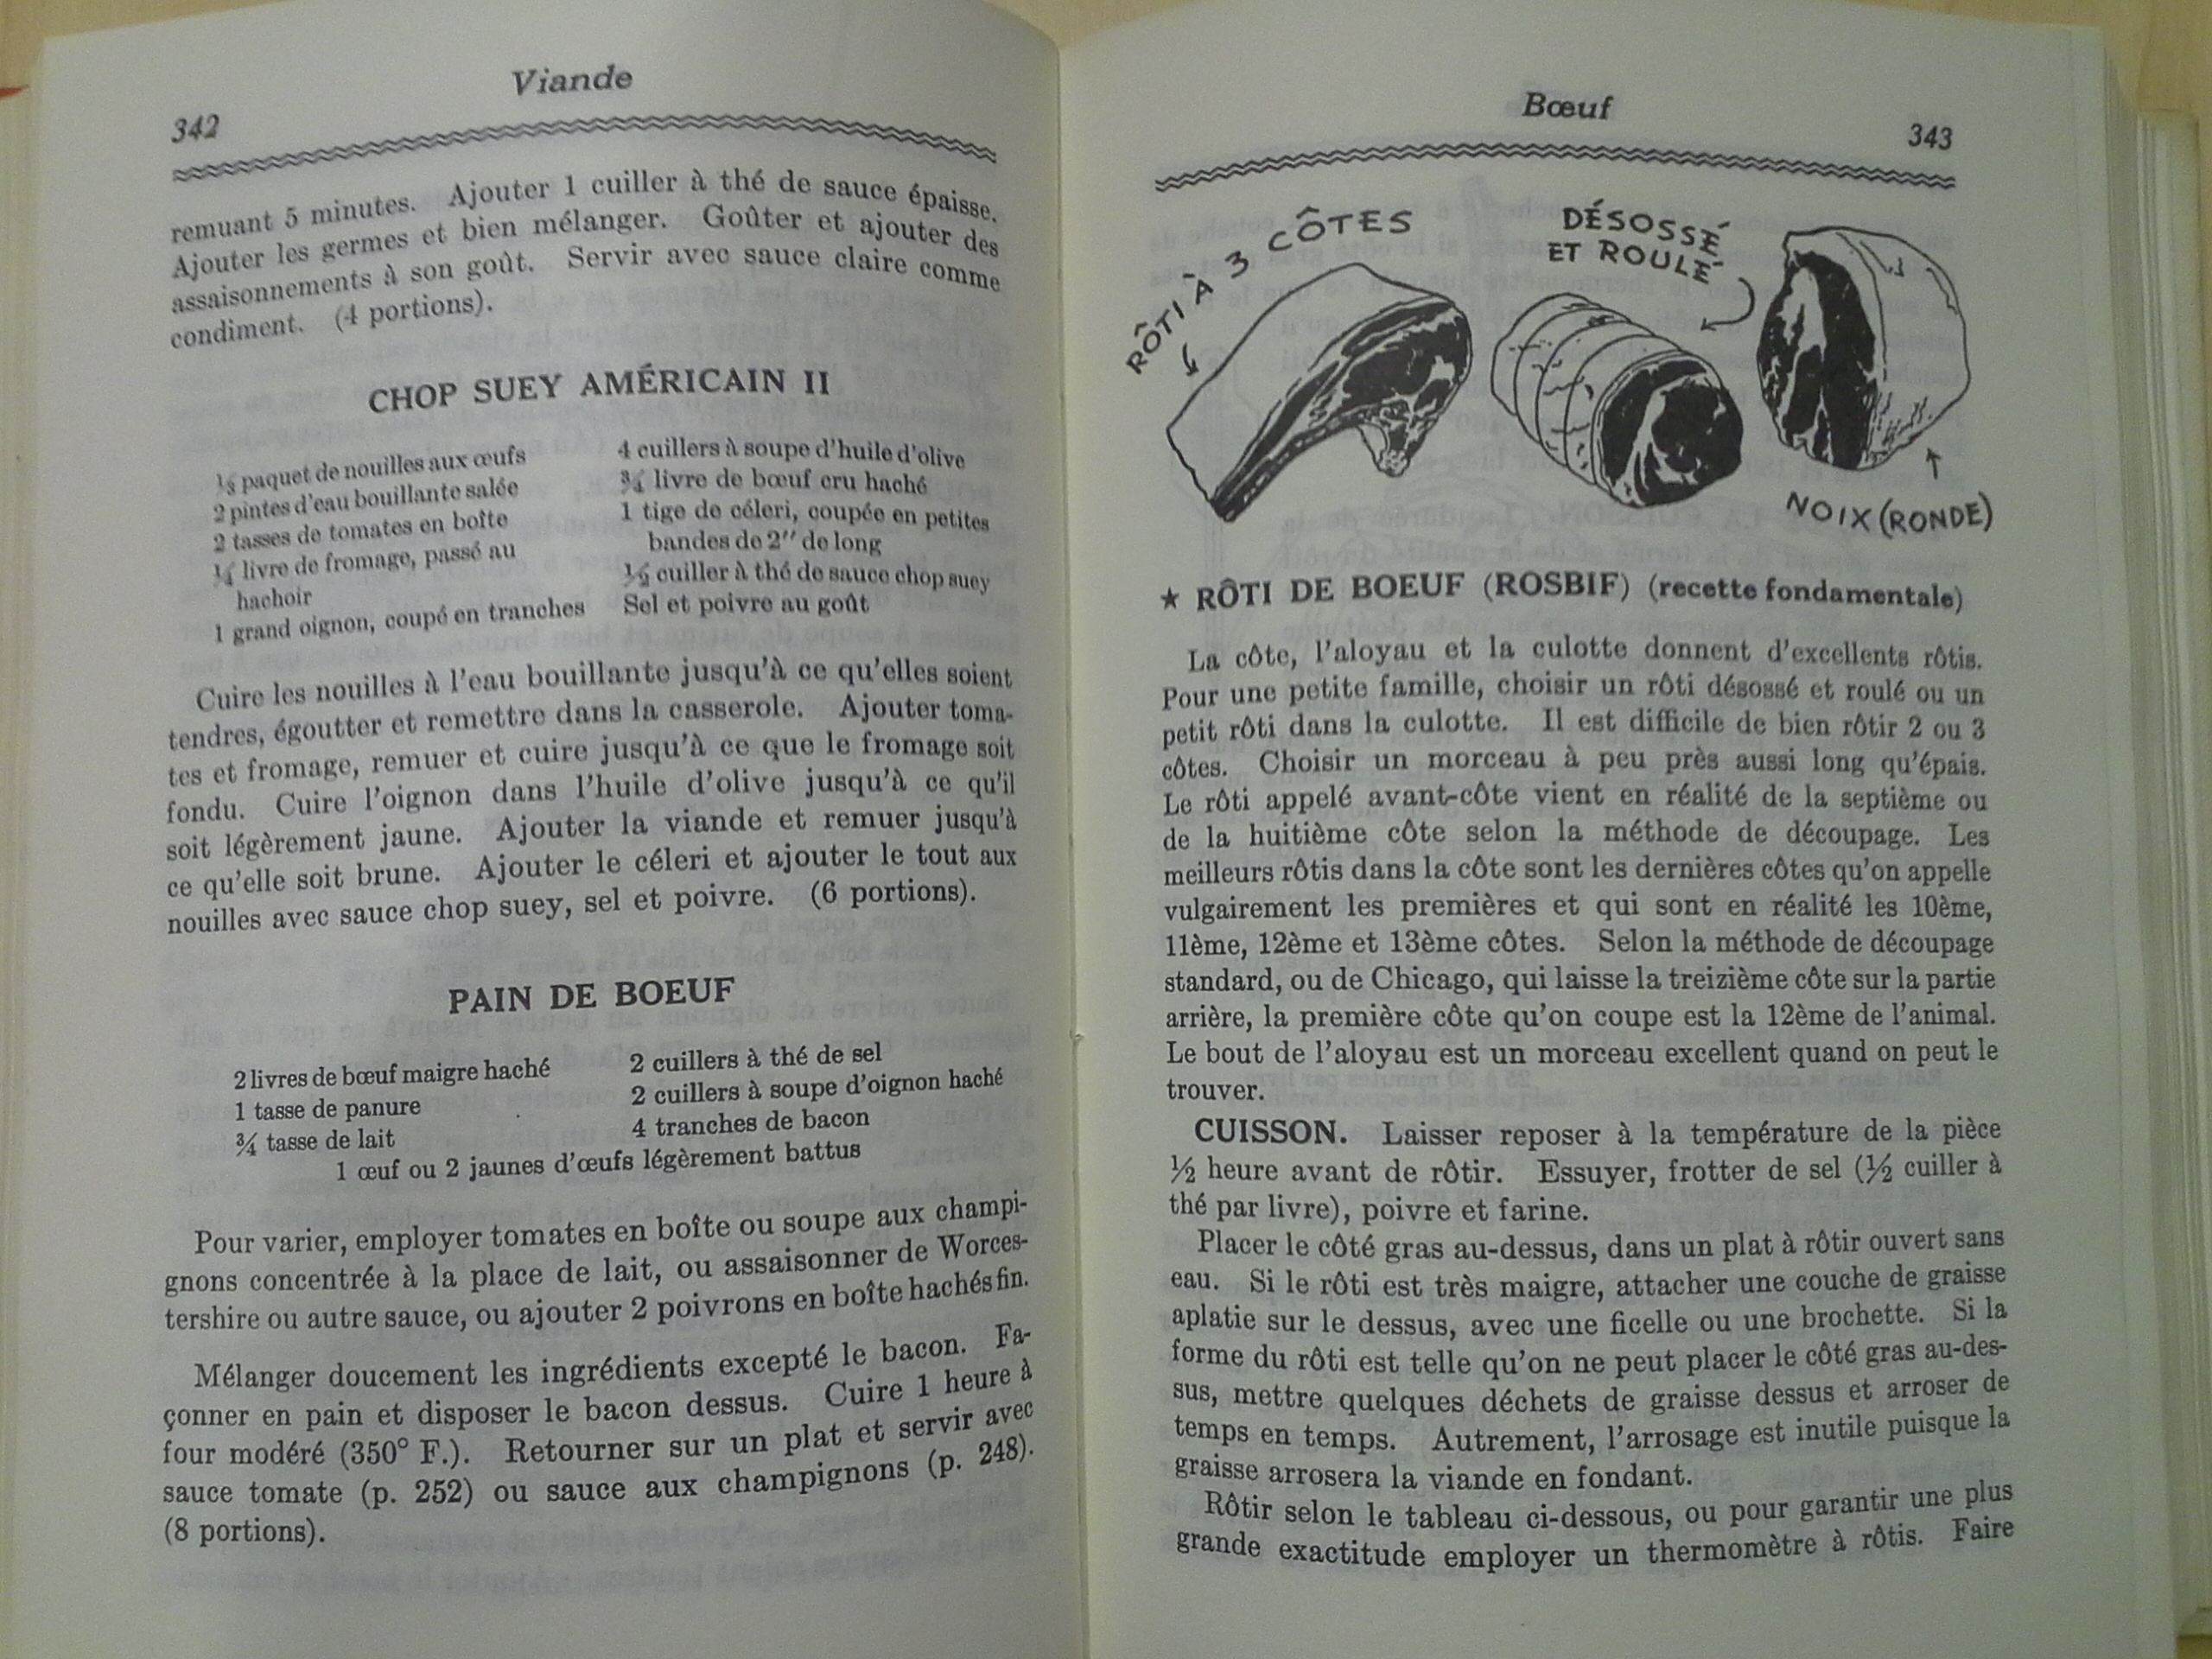 Viande
342
remuant 5 minutes. Ajouter 1 cuiller à thé de sauce épaisse.
Ajouter les germes et bien mélanger. Goûter et ajouter des
assaisonnements à son goût. Servir avec sauce claire comme
condiment. (4 portions).
CHOP SUEY AMÉRICAIN II
paquet de nouilles aux œufs
2 pintes d'eau bouillante salée
2 tasses de tomates en boîte
¼ livre de fromage, passé au
hachoir
1 grand oignon, coupé en tranches
4 cuillers à soupe d'huile d'olive
¾ livre de bœuf cru haché
1 tige de céleri, coupée en petites
bandes de 2" de long
½ cuiller à thé de sauce chop suey
Sel et poivre au goût
Cuire les nouilles à l'eau bouillante jusqu'à ce qu'elles soient
tendres, égoutter et remettre dans la casserole. Ajouter toma-
tes et fromage, remuer et cuire jusqu'à ce que le fromage soit
fondu. Cuire l'oignon dans l'huile d'olive jusqu'à ce qu'il
soit légèrement jaune. Ajouter la viande et remuer jusqu'à
ce qu'elle soit brune. Ajouter le céleri et ajouter le tout aux
nouilles avec sauce chop suey, sel et poivre. (6 portions).
PAIN DE BOEUF
2 livres de bœuf maigre haché
1 tasse de panure
¾ tasse de lait
2 cuillers à thé de sel
2 cuillers à soupe d'oignon haché
4 tranches de bacon
1 œuf ou 2 jaunes d'œufs légèrement battus
Pour varier, employer tomates en boîte ou soupe aux champi-
gnons concentrée à la place de lait, ou assaisonner de Worces-
tershire ou autre sauce, ou ajouter 2 poivrons en boîte hachés fin.
Mélanger doucement les ingrédients excepté le bacon. Fa-
çonner en pain et disposer le bacon dessus. Cuire 1 heure à
four modéré (350° F.). Retourner sur un plat et servir avec
sauce tomate (p. 252) ou sauce aux champignons (p. 248).
(8 portions).
Bœuf
343
RÔTI À 3 CÔTES
DÉSOSSÉ
ET ROULÉ
NOIX (RONDE)
★ RÔTI DE BOEUF (ROSBIF) (recette fondamentale)
La côte, l'aloyau et la culotte donnent d'excellents rôtis.
Pour une petite famille, choisir un rôti désossé et roulé ou un
petit rôti dans la culotte. Il est difficile de bien rôtir 2 ou 3
côtes. Choisir un morceau à peu près aussi long qu'épais.
Le rôti appelé avant-côte vient en réalité de la septième ou
de la huitième côte selon la méthode de découpage. Les
meilleurs rôtis dans la côte sont les dernières côtes qu'on appelle
vulgairement les premières et qui sont en réalité les 10ème,
11ème, 12ème et 13ème côtes. Selon la méthode de découpage
standard, ou de Chicago, qui laisse la treizième côte sur la partie
arrière, la première côte qu'on coupe est la 12ème de l'animal.
Le bout de l'aloyau est un morceau excellent quand on peut le
trouver.
CUISSON. Laisser reposer à la température de la pièce
½ heure avant de rôtir. Essuyer, frotter de sel (½ cuiller à
thé par livre), poivre et farine.
Placer le côté gras au-dessus, dans un plat à rôtir ouvert sans
eau. Si le rôti est très maigre, attacher une couche de graisse
aplatie sur le dessus, avec une ficelle ou une brochette. Si la
forme du rôti est telle qu'on ne peut placer le côté gras au-des-
sus, mettre quelques déchets de graisse dessus et arroser de
temps en temps. Autrement, l'arrosage est inutile puisque la
graisse arrosera la viande en fondant.
Rôtir selon le tableau ci-dessous, ou pour garantir une plus
grande exactitude employer un thermomètre à rôtis. Faire